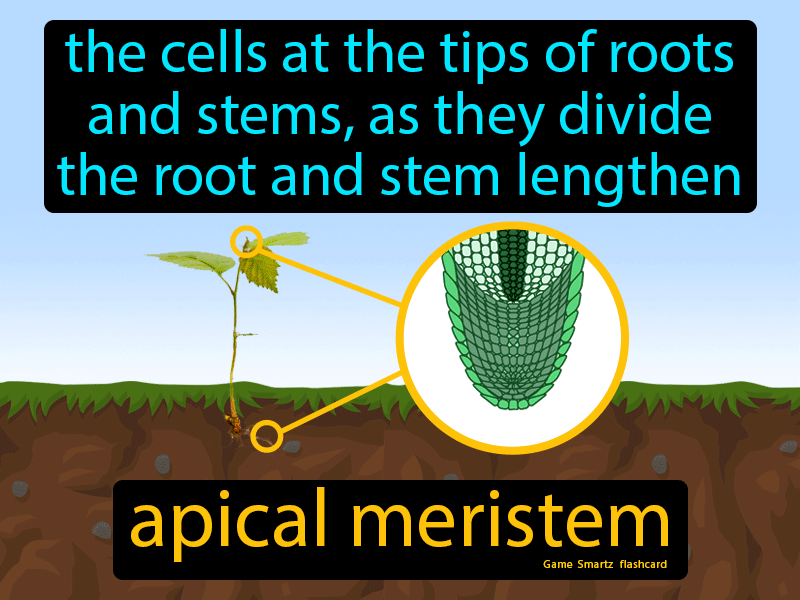 the cells at the tips of roots
and stems, as they divide
the root and stem lengthen
apical meristem
Game Smartz flashcard